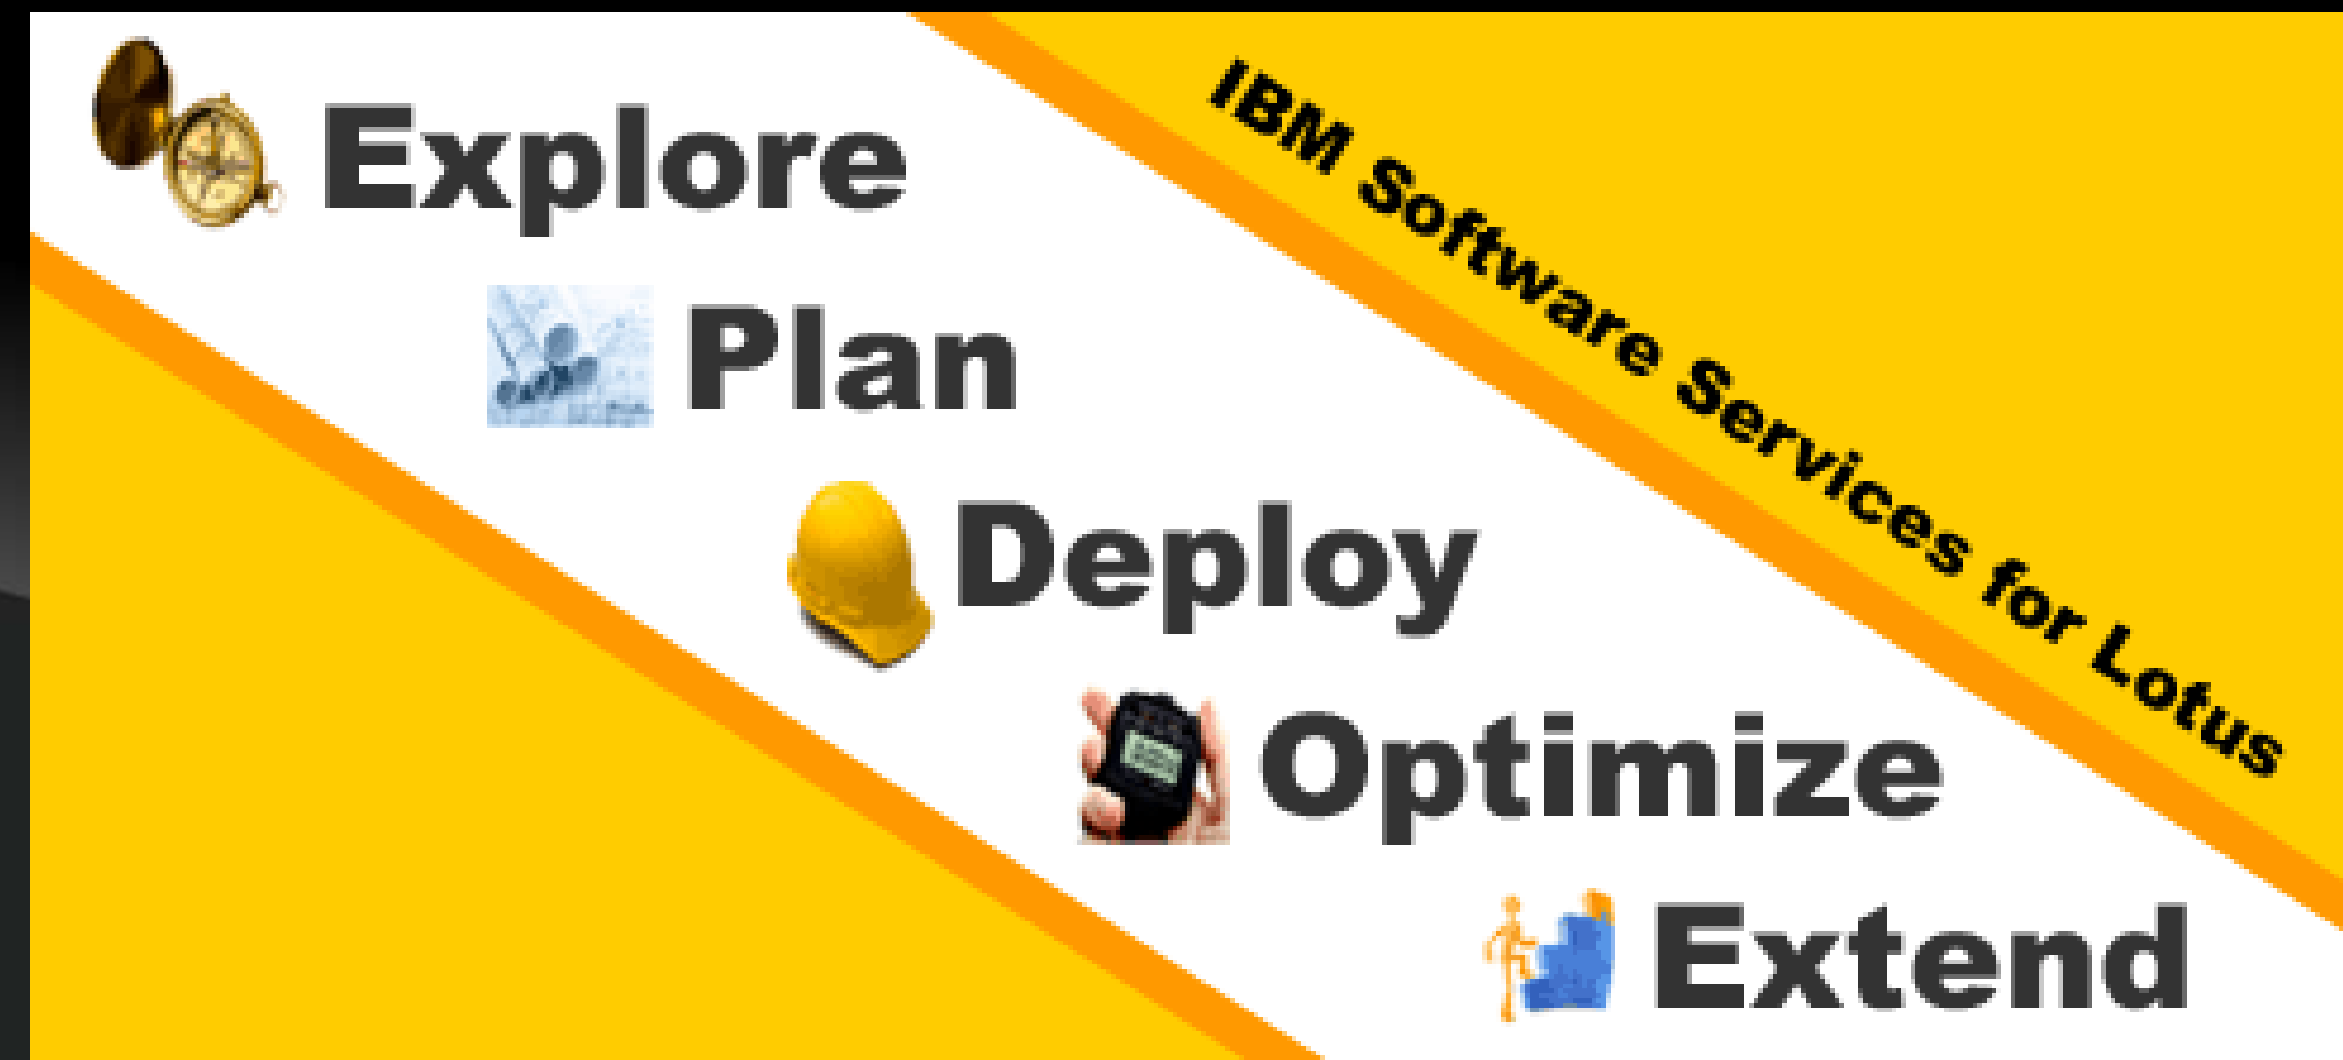 Explore
IBM Software Services for Lotus
Plan
Deploy
Optimize
Extend